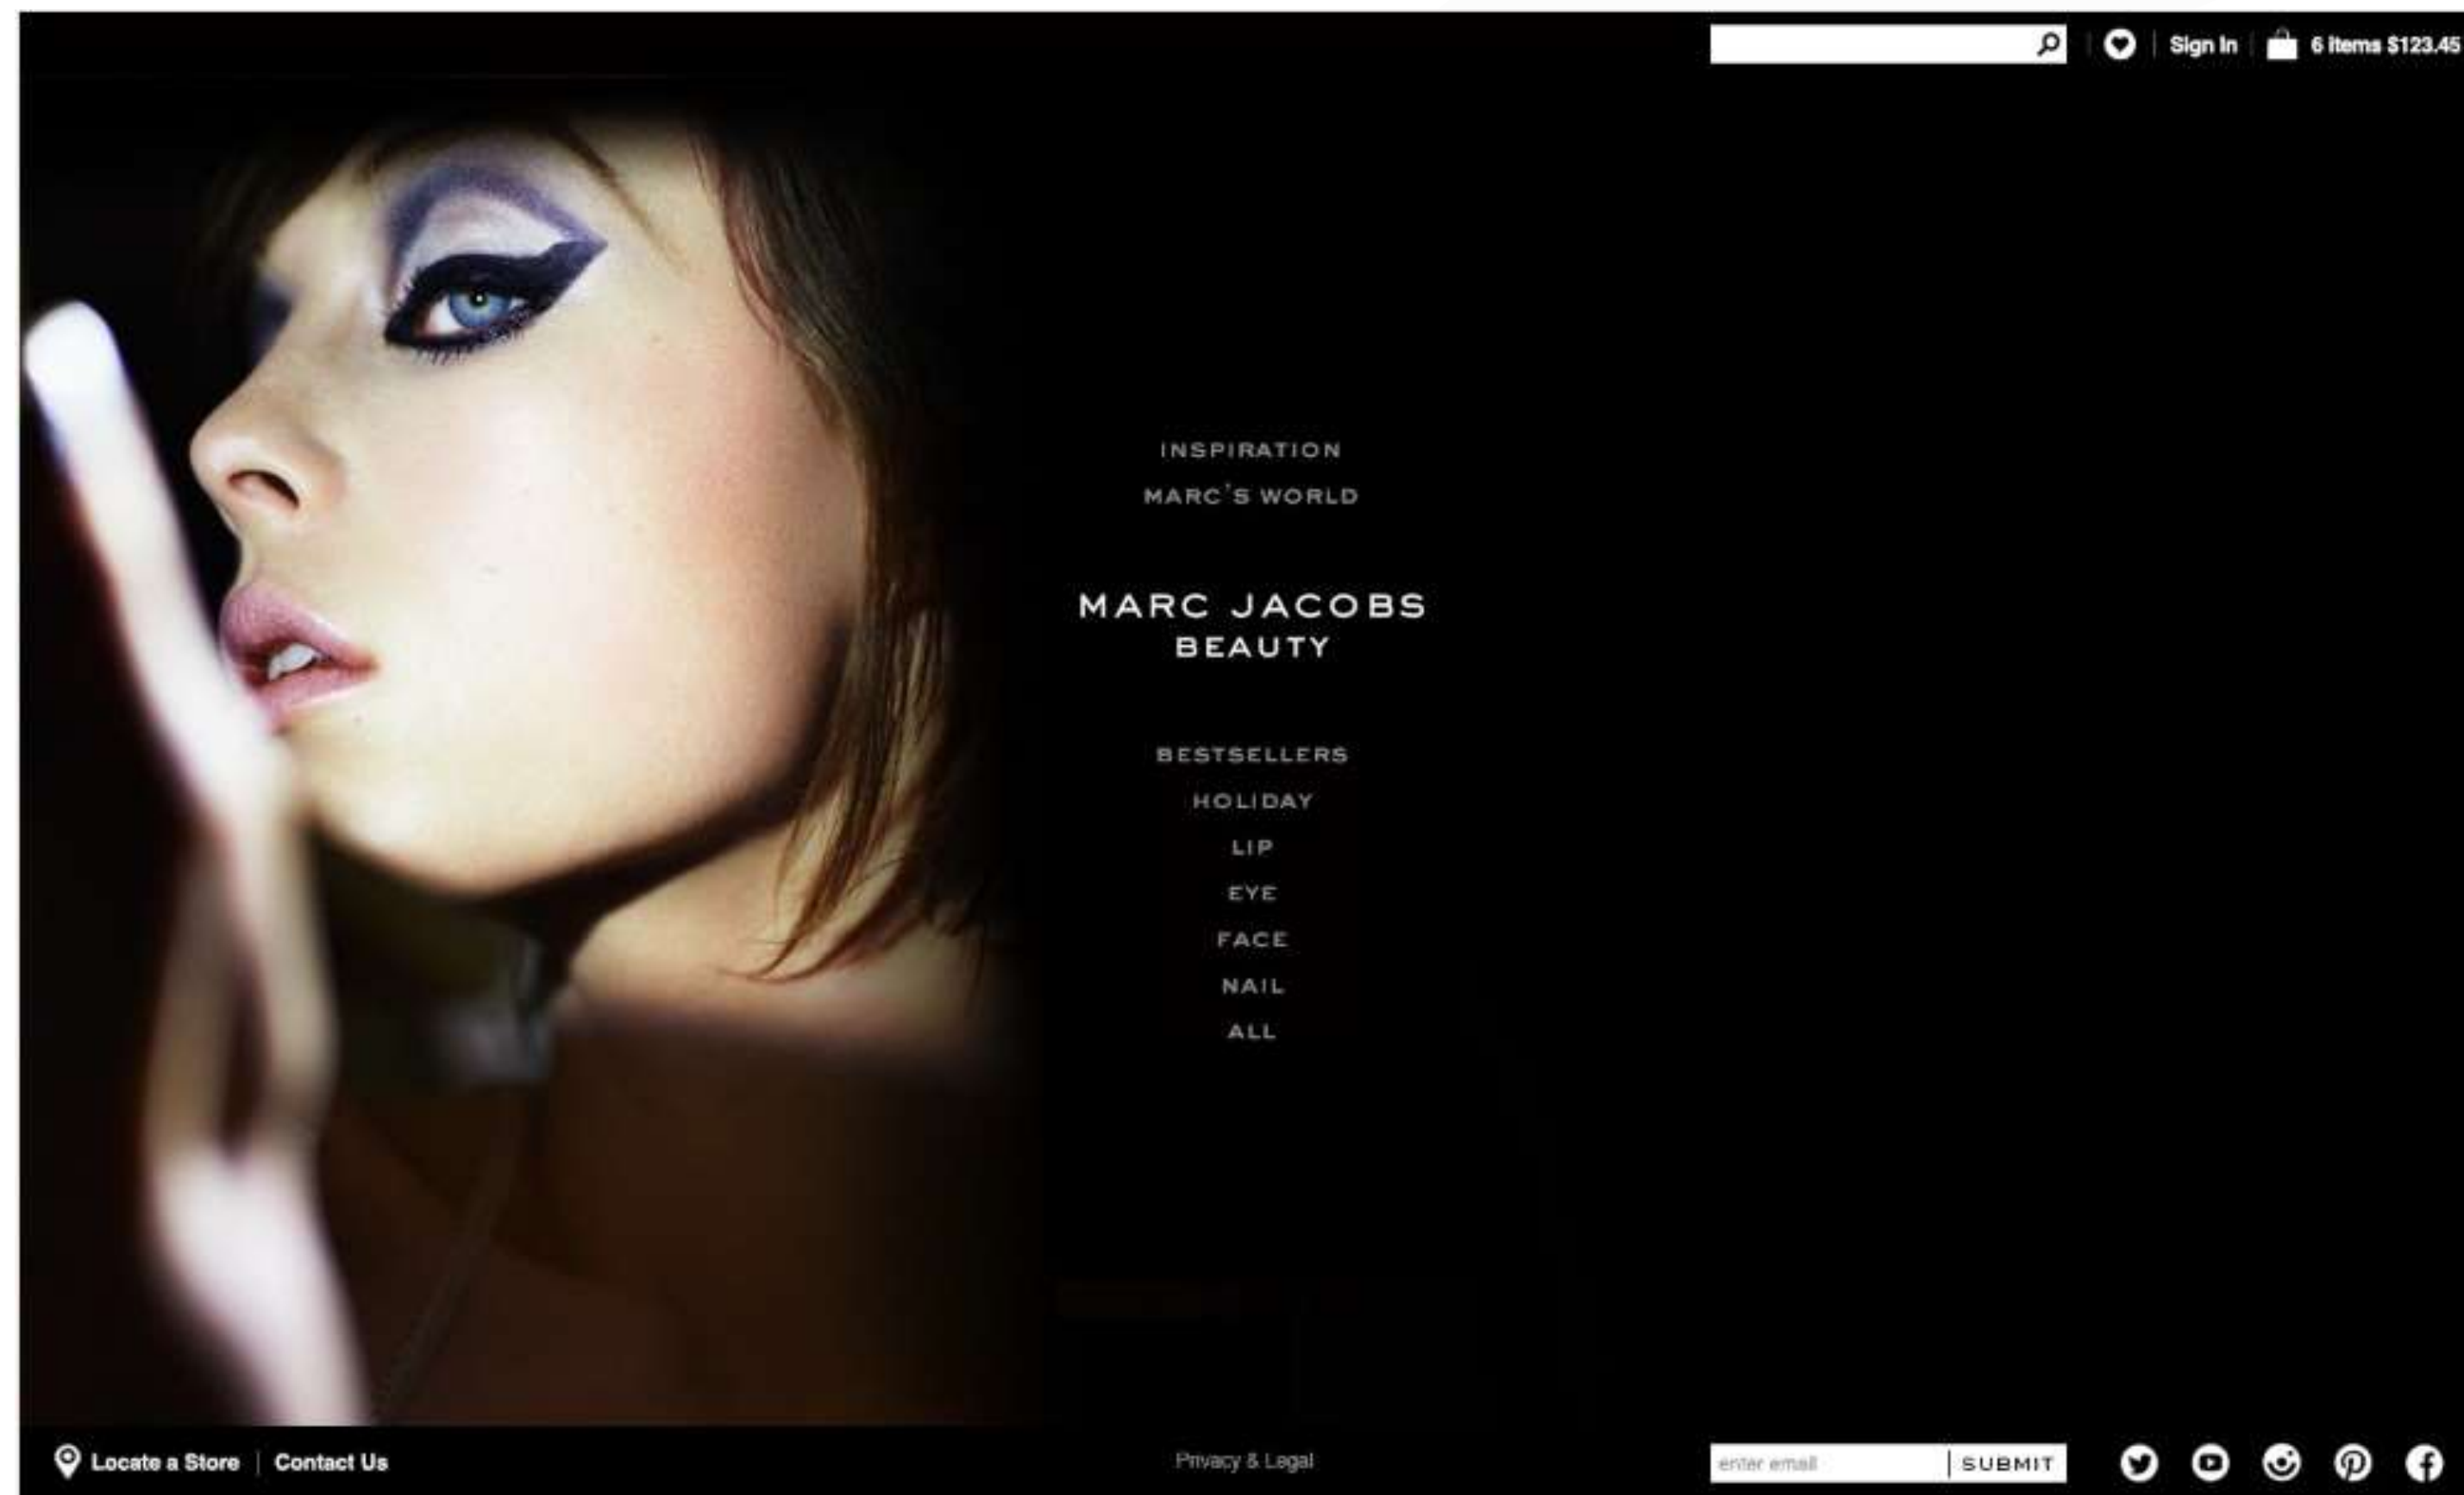 Sign In
6 items $123.45
INSPIRATION
MARC'S WORLD
MARC JACOBS
BEAUTY
BESTSELLERS
HOLIDAY
LIP
EYE
FACE
NAIL
ALL
Locate a Store | Contact Us
Privacy & Legal
enter email
SUBMIT